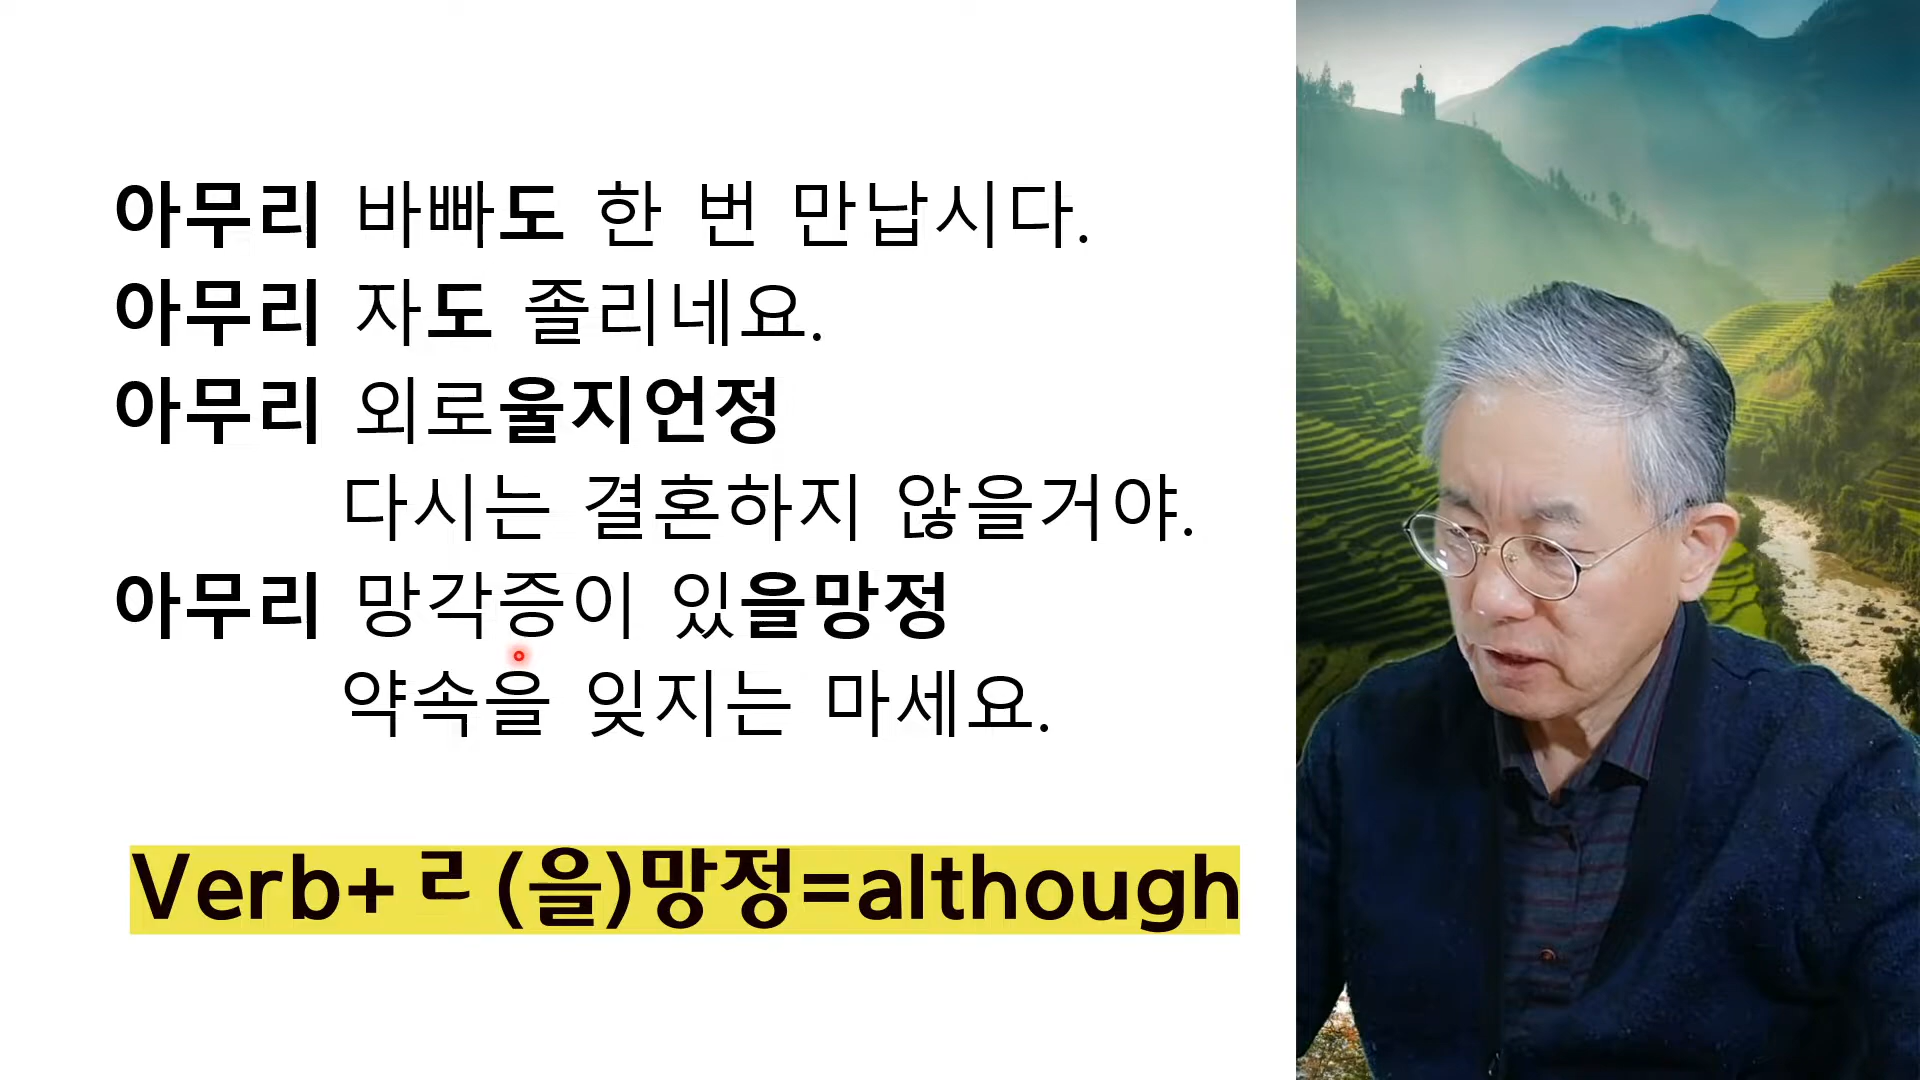 아무리 바빠도 한 번 만납시다.
아무리 자도 졸리네요.
아무리 외로울지언정
다시는 결혼하지 않을거야.
아무리 망각증이 있을망정
약속을 잊지는 마세요.
Verb+ㄹ(을)망정=although